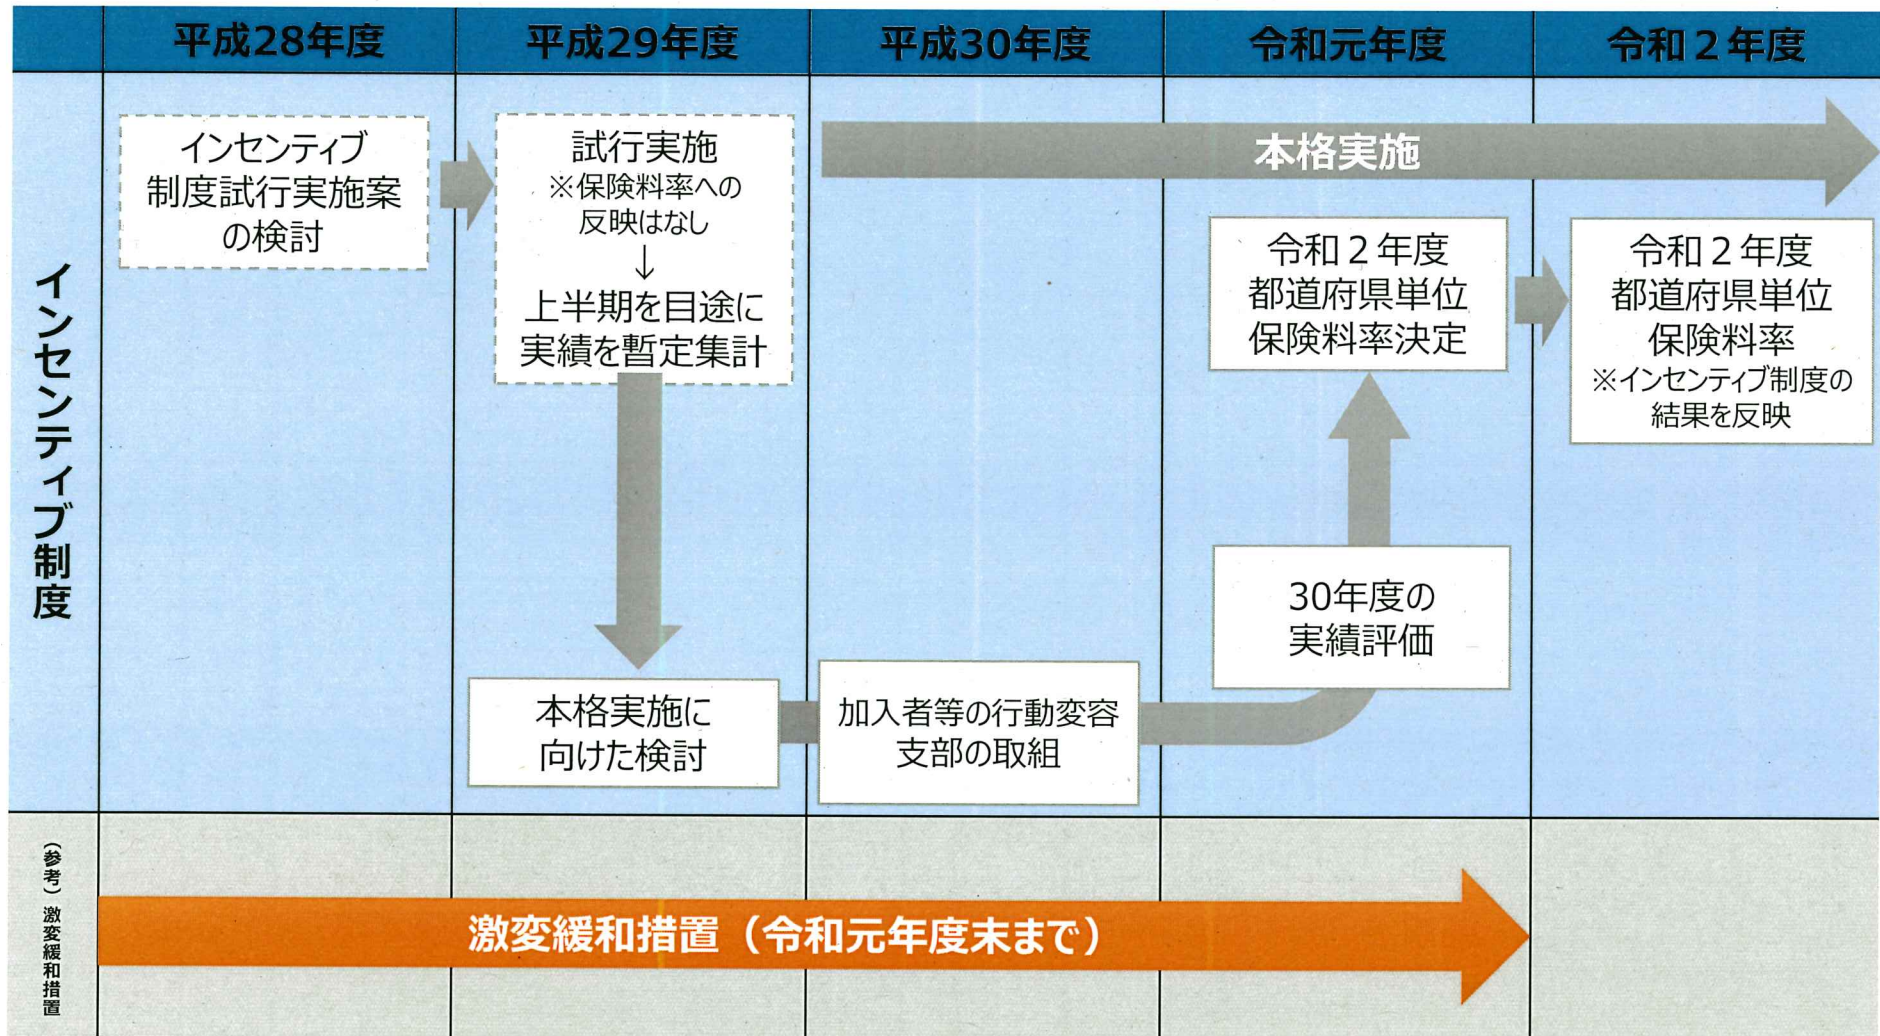 平成28年度
平成29年度
平成30年度
令和元年度
令和２年度
インセンティブ制度
インセンティブ
制度試行実施案
の検討
試行実施
※保険料率への
反映はなし
↓
上半期を目途に
実績を暫定集計
本格実施に
向けた検討
本格実施
加入者等の行動変容
支部の取組
30年度の
実績評価
令和２年度
都道府県単位
保険料率決定
令和２年度
都道府県単位
保険料率
※インセンティブ制度の
結果を反映
（参考）激変緩和措置
激変緩和措置（令和元年度末まで）